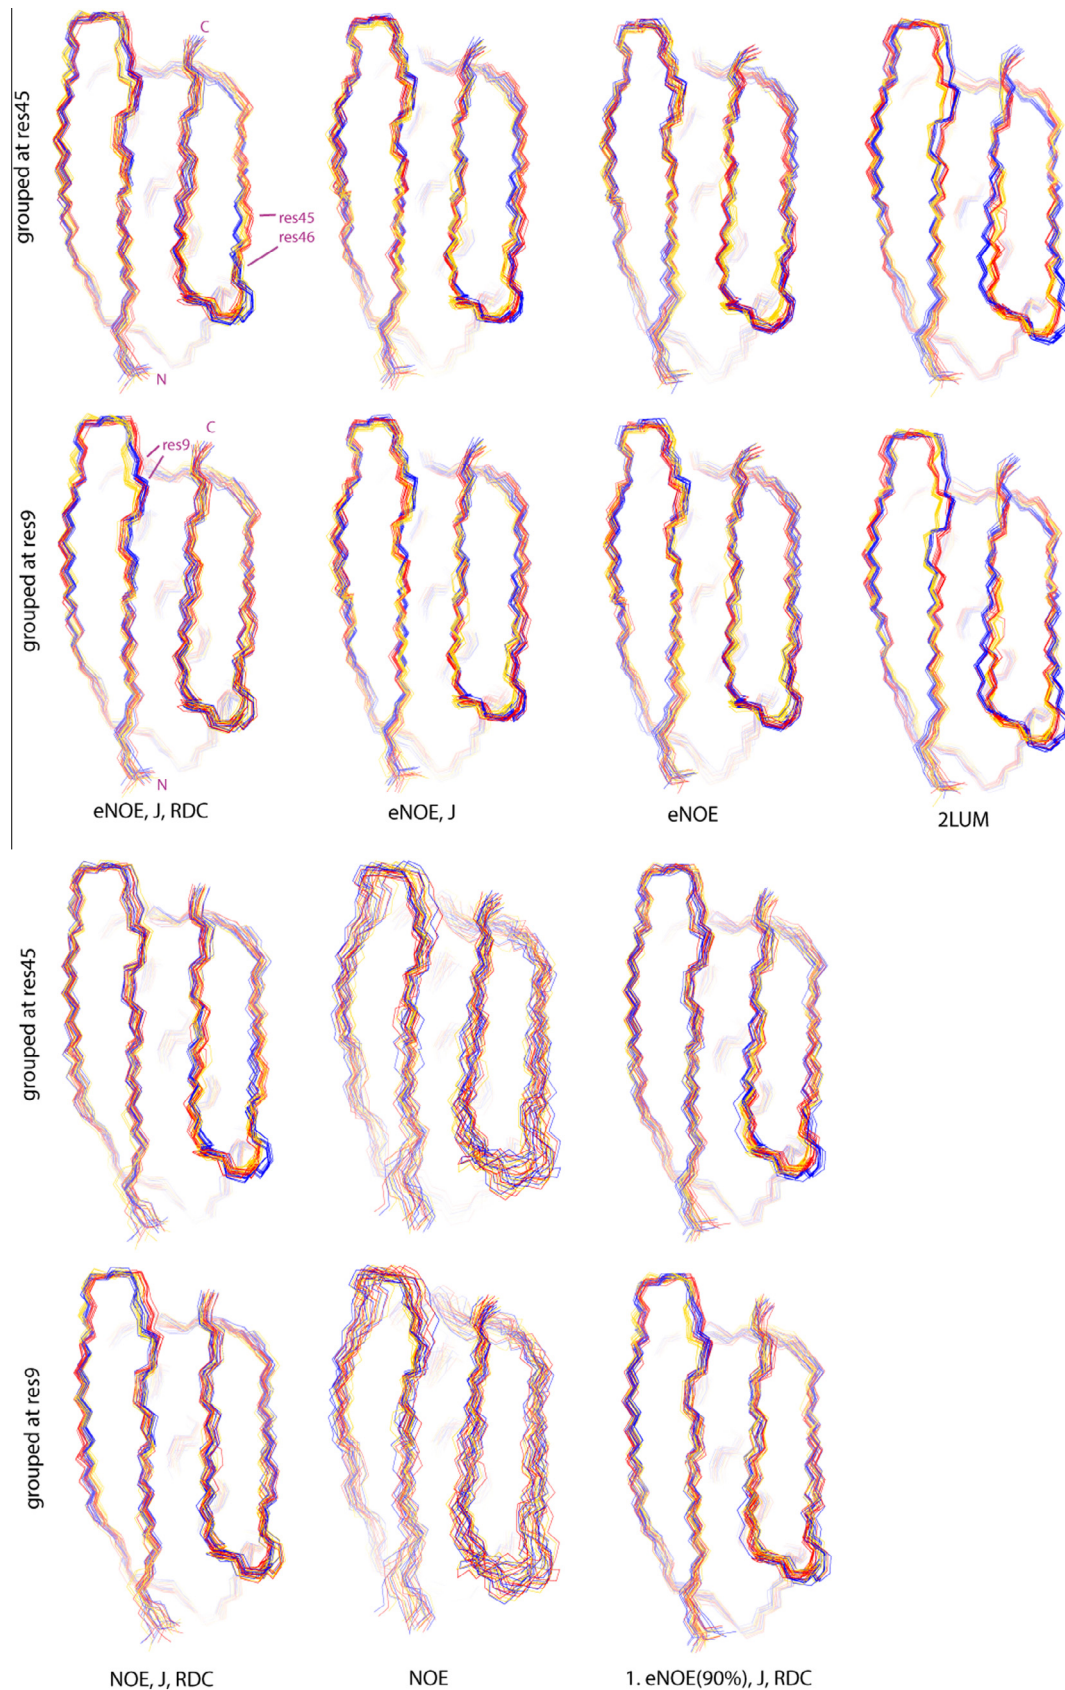 grouped at res45
C
res45
res46
N
grouped at res9
res9
C
N
eNOE, J, RDC
eNOE, J
eNOE
2LUM
grouped at res45
grouped at res9
NOE, J, RDC
NOE
1. eNOE(90%), J, RDC